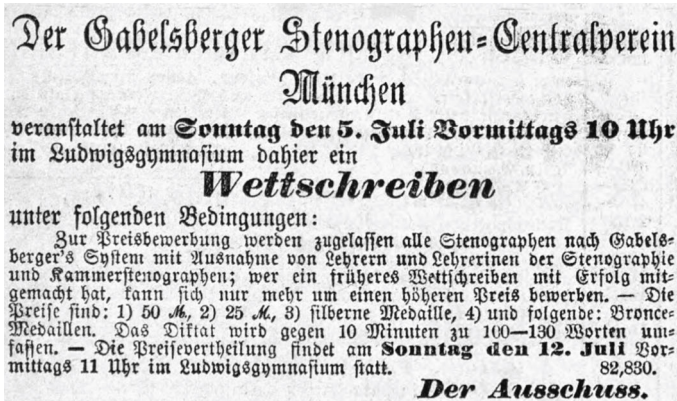 Der Gabelsberger Stenographen-Centralverein
München
veranstaltet am Sonntag den 5. Juli Vormittags 10 Uhr
im Ludwigsgymnasium dahier ein
Wettschreiben
unter folgenden Bedingungen:
Zur Preisbewerbung werden zugelassen alle Stenographen nach Gabels-
berger's System mit Ausnahme von Lehrern und Lehrerinen der Stenographie
und Kammerstenographen; wer ein früheres Wettschreiben mit Erfolg mit-
gemacht hat, kann sich nur mehr um einen höheren Preis bewerben. — Die
Preise sind: 1) 50 ℳ, 2) 25 ℳ, 3) silberne Medaille, 4) und folgende: Bronce-
Medaillen. Das Diktat wird gegen 10 Minuten zu 100—130 Worten um-
fassen. — Die Preisevertheilung findet am Sonntag den 12. Juli Vor-
mittags 11 Uhr im Ludwigsgymnasium statt. 82,830.
Der Ausschuss.